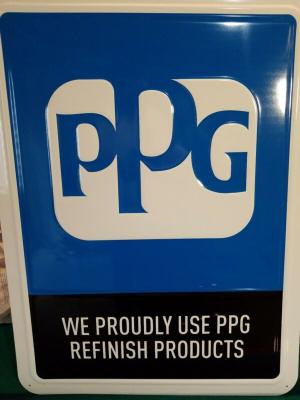 PPG
WE PROUDLY USE PPG
REFINISH PRODUCTS